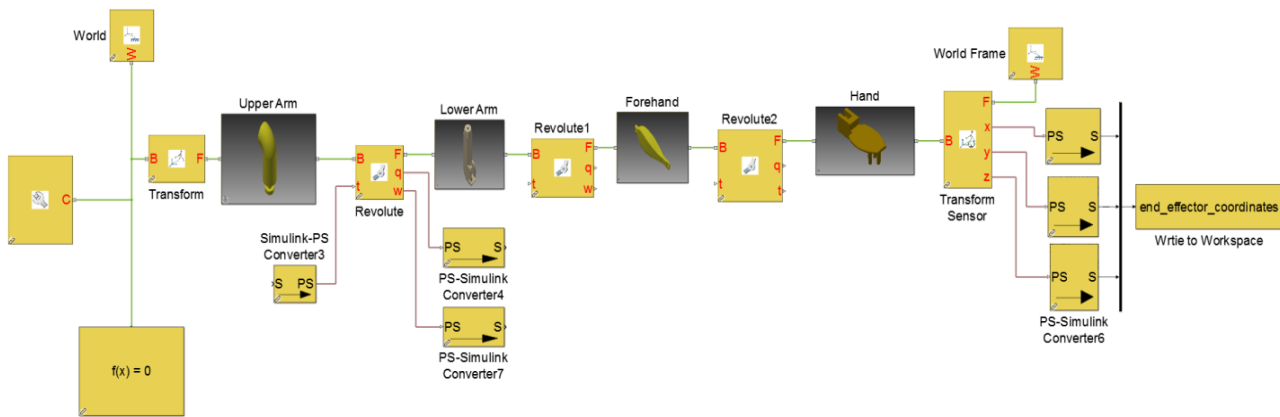 World
W
World Frame
W
Upper Arm
Lower Arm
Forehand
Hand
Revolute1
Revolute2
C
B F
Transform
B F
t q
w
Revolute
B F
t q
w
B F
q
t t
B F
x
y
z
Transform
Sensor
PS S
PS S
PS S
PS-Simulink
Converter6
end_effector_coordinates
Wrtie to Workspace
Simulink-PS
Converter3
S PS
PS S
PS-Simulink
Converter4
PS S
PS-Simulink
Converter7
f(x) = 0